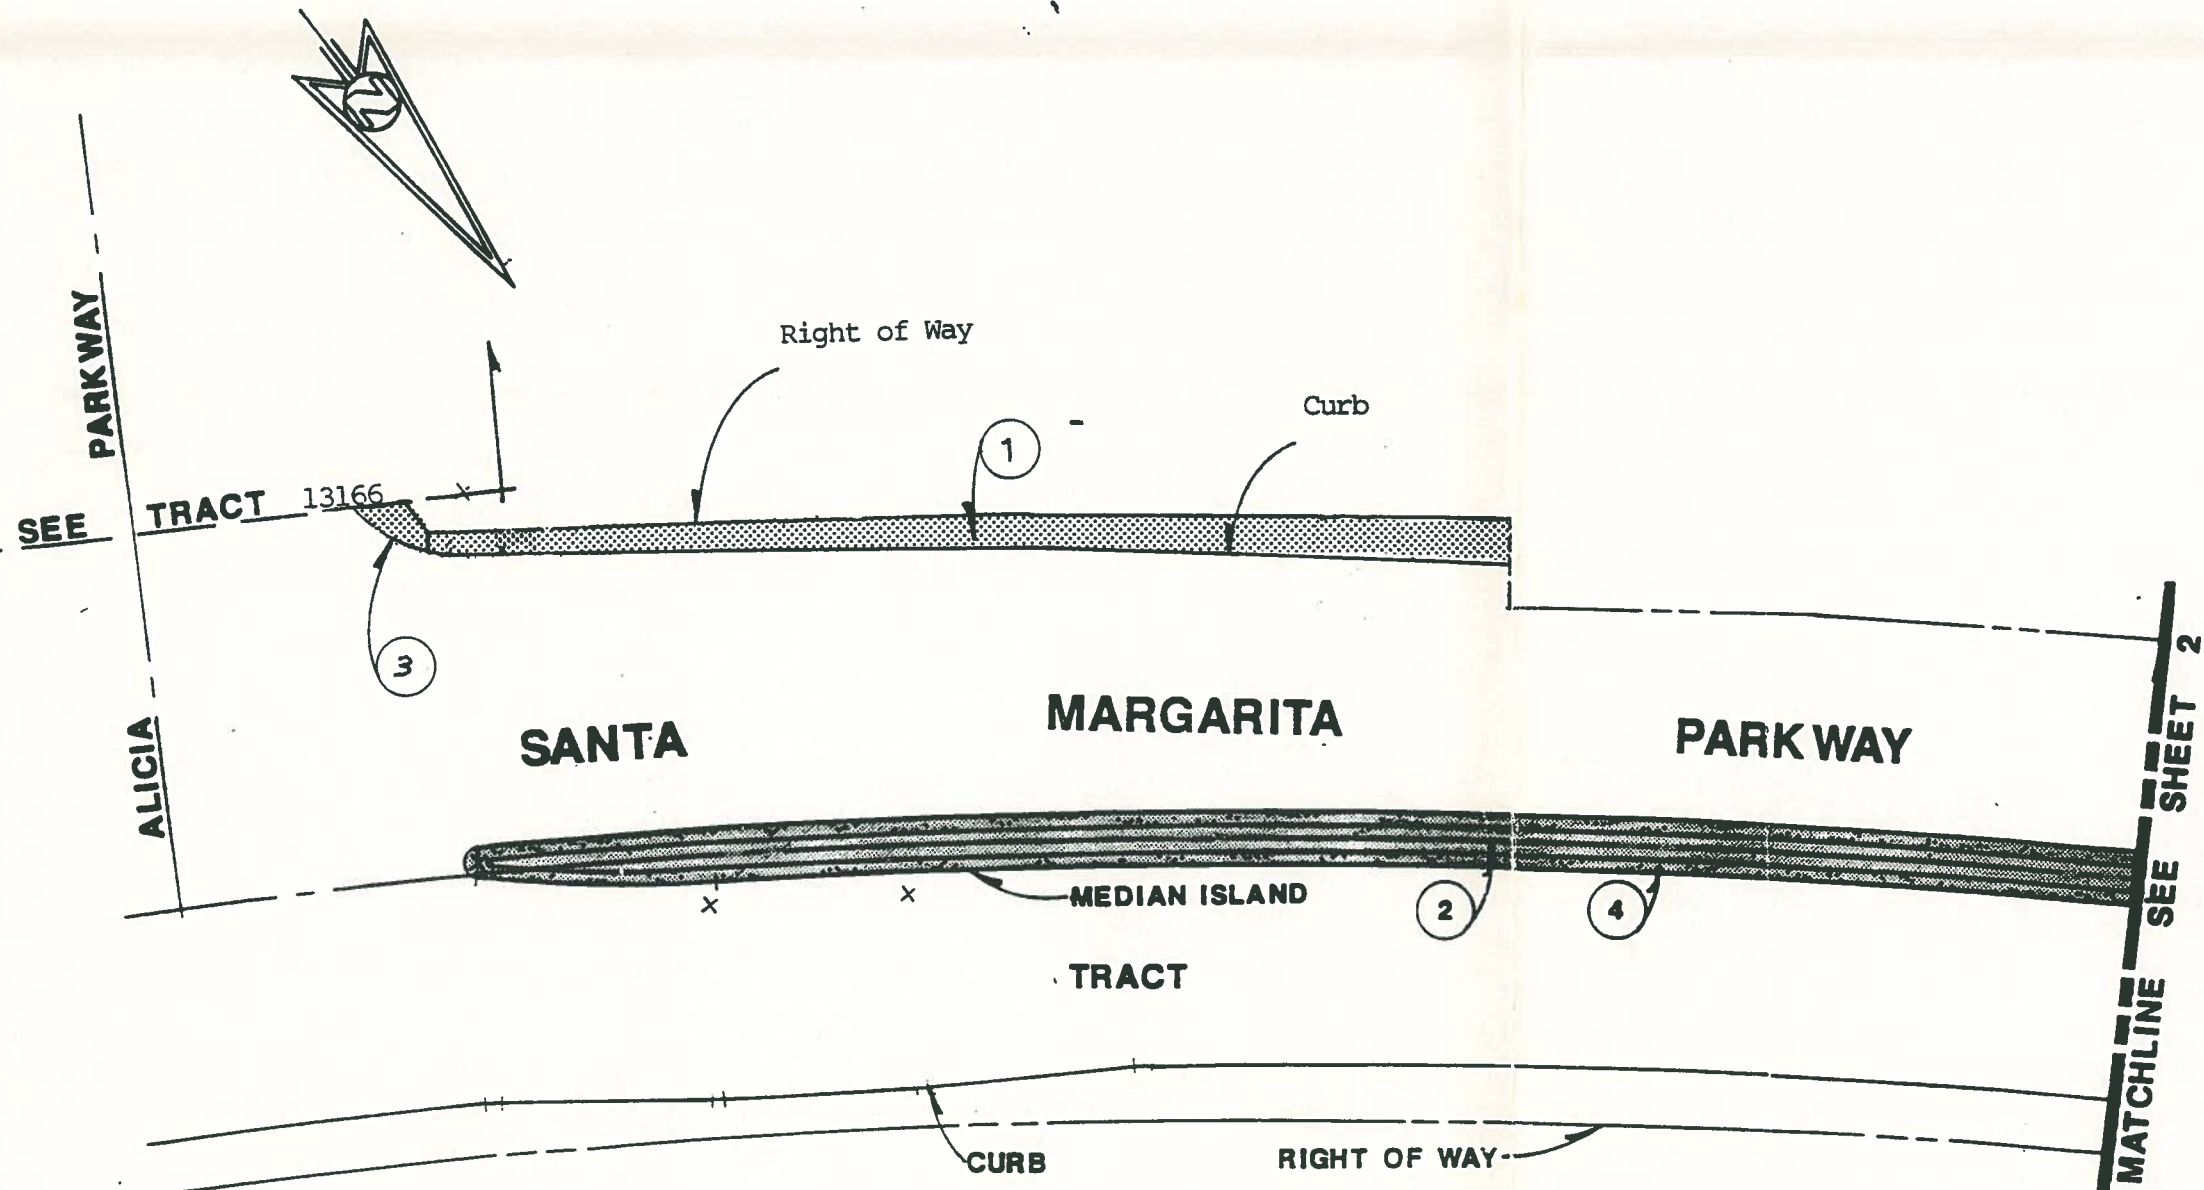 N
Right of Way
Curb
1
PARKWAY
SEE TRACT 13166
3
SANTA MARGARITA PARKWAY
ALICIA
MEDIAN ISLAND
2
4
TRACT
CURB
RIGHT OF WAY
MATCHLINE SEE SHEET 2